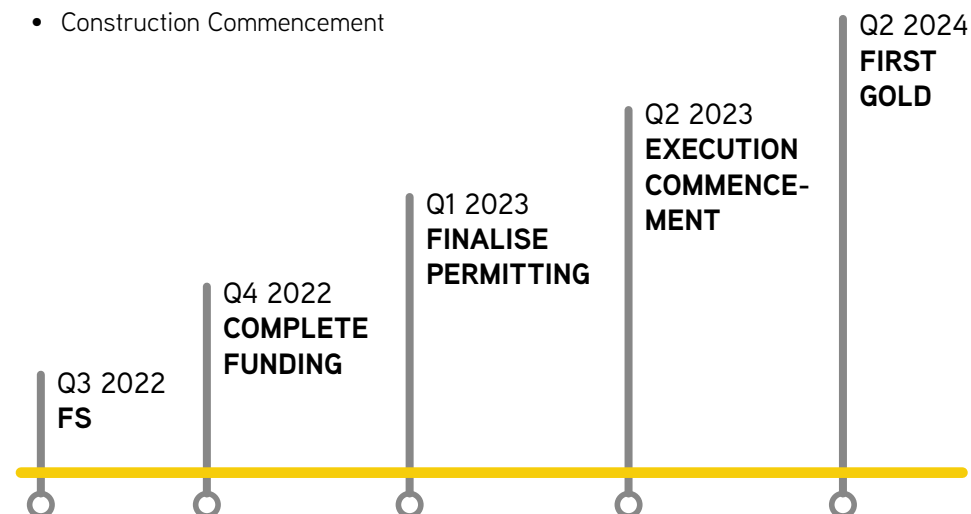 • Construction Commencement
Q3 2022
FS
Q4 2022
COMPLETE
FUNDING
Q1 2023
FINALISE
PERMITTING
Q2 2023
EXECUTION
COMMENCE-
MENT
Q2 2024
FIRST
GOLD